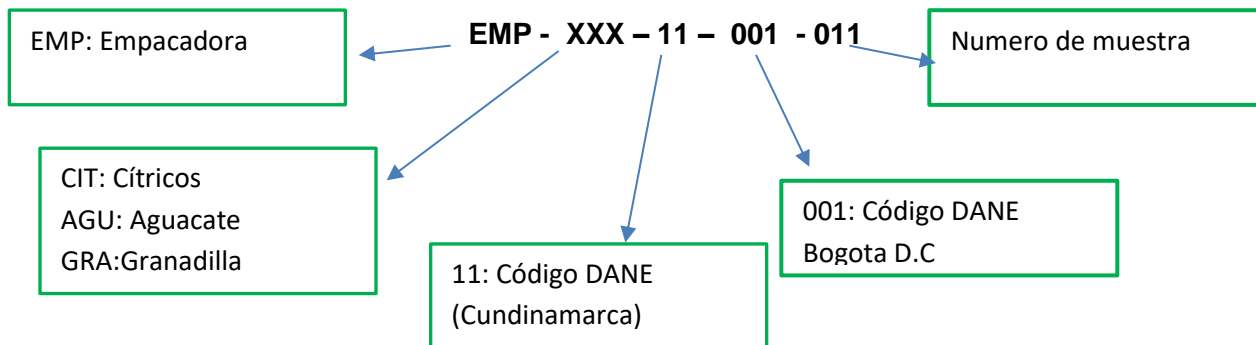 EMP: Empacadora
EMP - XXX – 11 – 001 - 011
Numero de muestra
CIT: Cítricos
AGU: Aguacate
GRA:Granadilla
11: Código DANE
(Cundinamarca)
001: Código DANE
Bogota D.C